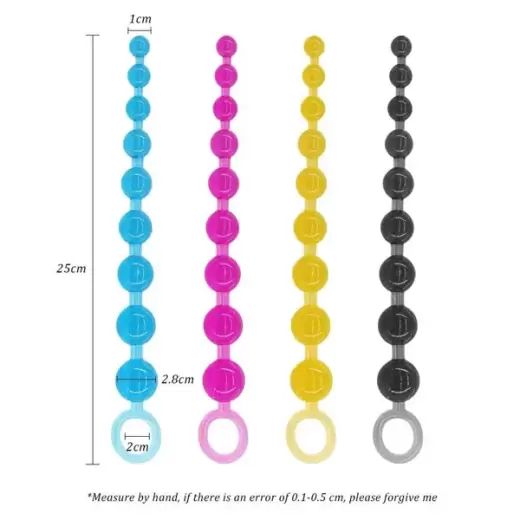 1cm
25cm
2.8cm
2cm
*Measure by hand, if there is an error of 0.1-0.5 cm, please forgive me